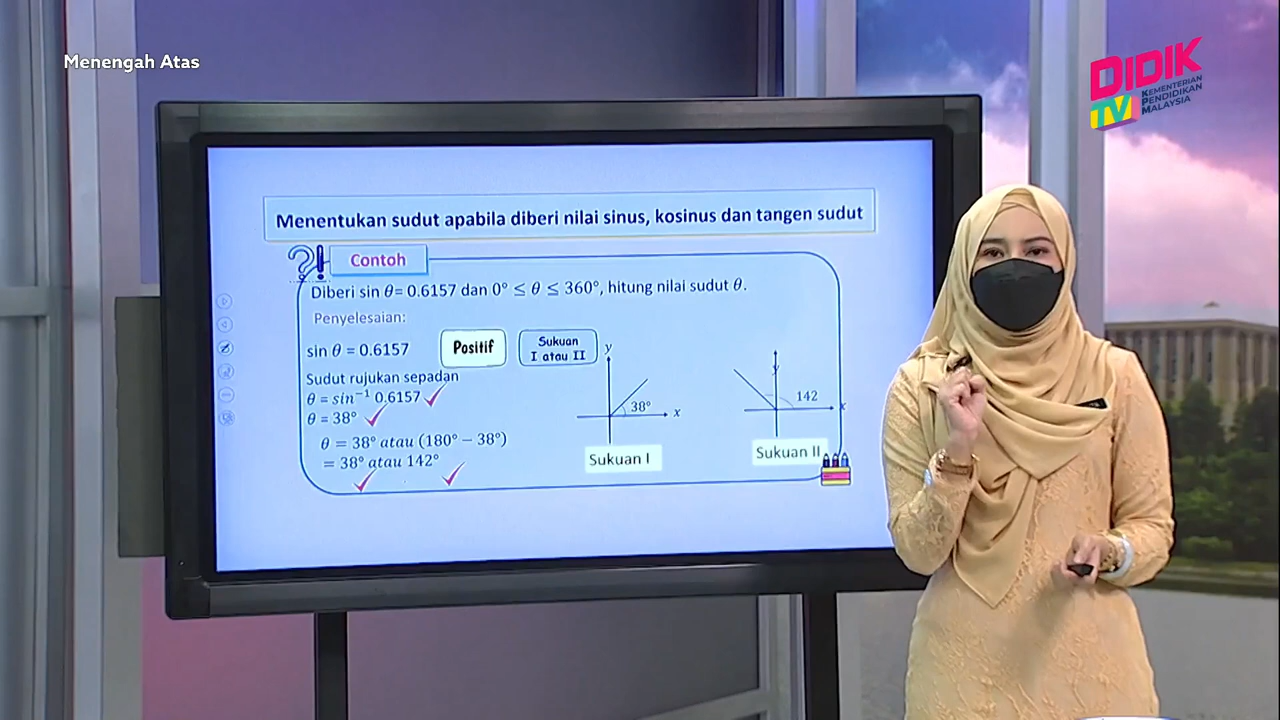 Menengah Atas
DIDIK
TV
KEMENTERIAN
PENDIDIKAN
MALAYSIA
Menentukan sudut apabila diberi nilai sinus, kosinus dan tangen sudut
?!
Contoh
Diberi sin θ= 0.6157 dan 0° ≤ θ ≤ 360°, hitung nilai sudut θ.
Penyelesaian:
sin θ = 0.6157
Positif
Sukuan
I atau II
Sudut rujukan sepadan
θ = sin⁻¹ 0.6157
θ = 38°
θ = 38° atau (180° − 38°)
= 38° atau 142°
y
38°
x
Sukuan I
y
142
x
Sukuan II